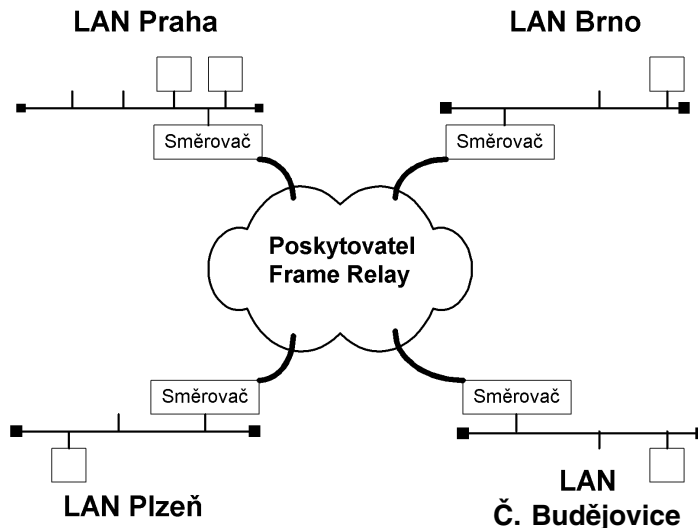 LAN Praha
LAN Brno
Směrovač
Směrovač
Poskytovatel
Frame Relay
Směrovač
Směrovač
LAN Plzeň
LAN
Č. Budějovice